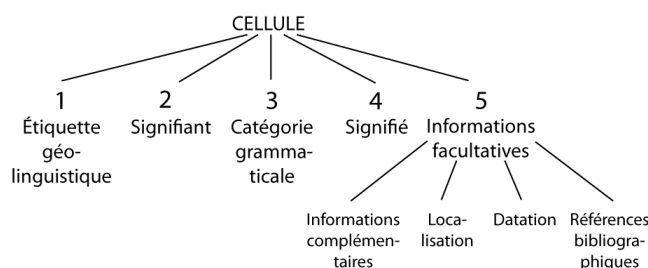 CELLULE
1 2 3 4 5
Étiquette Signifiant Catégorie Signifié Informations
géo- gramma- facultatives
linguistique ticale
Informations Loca- Datation Références
complémen- lisation bibliogra-
taires phiques